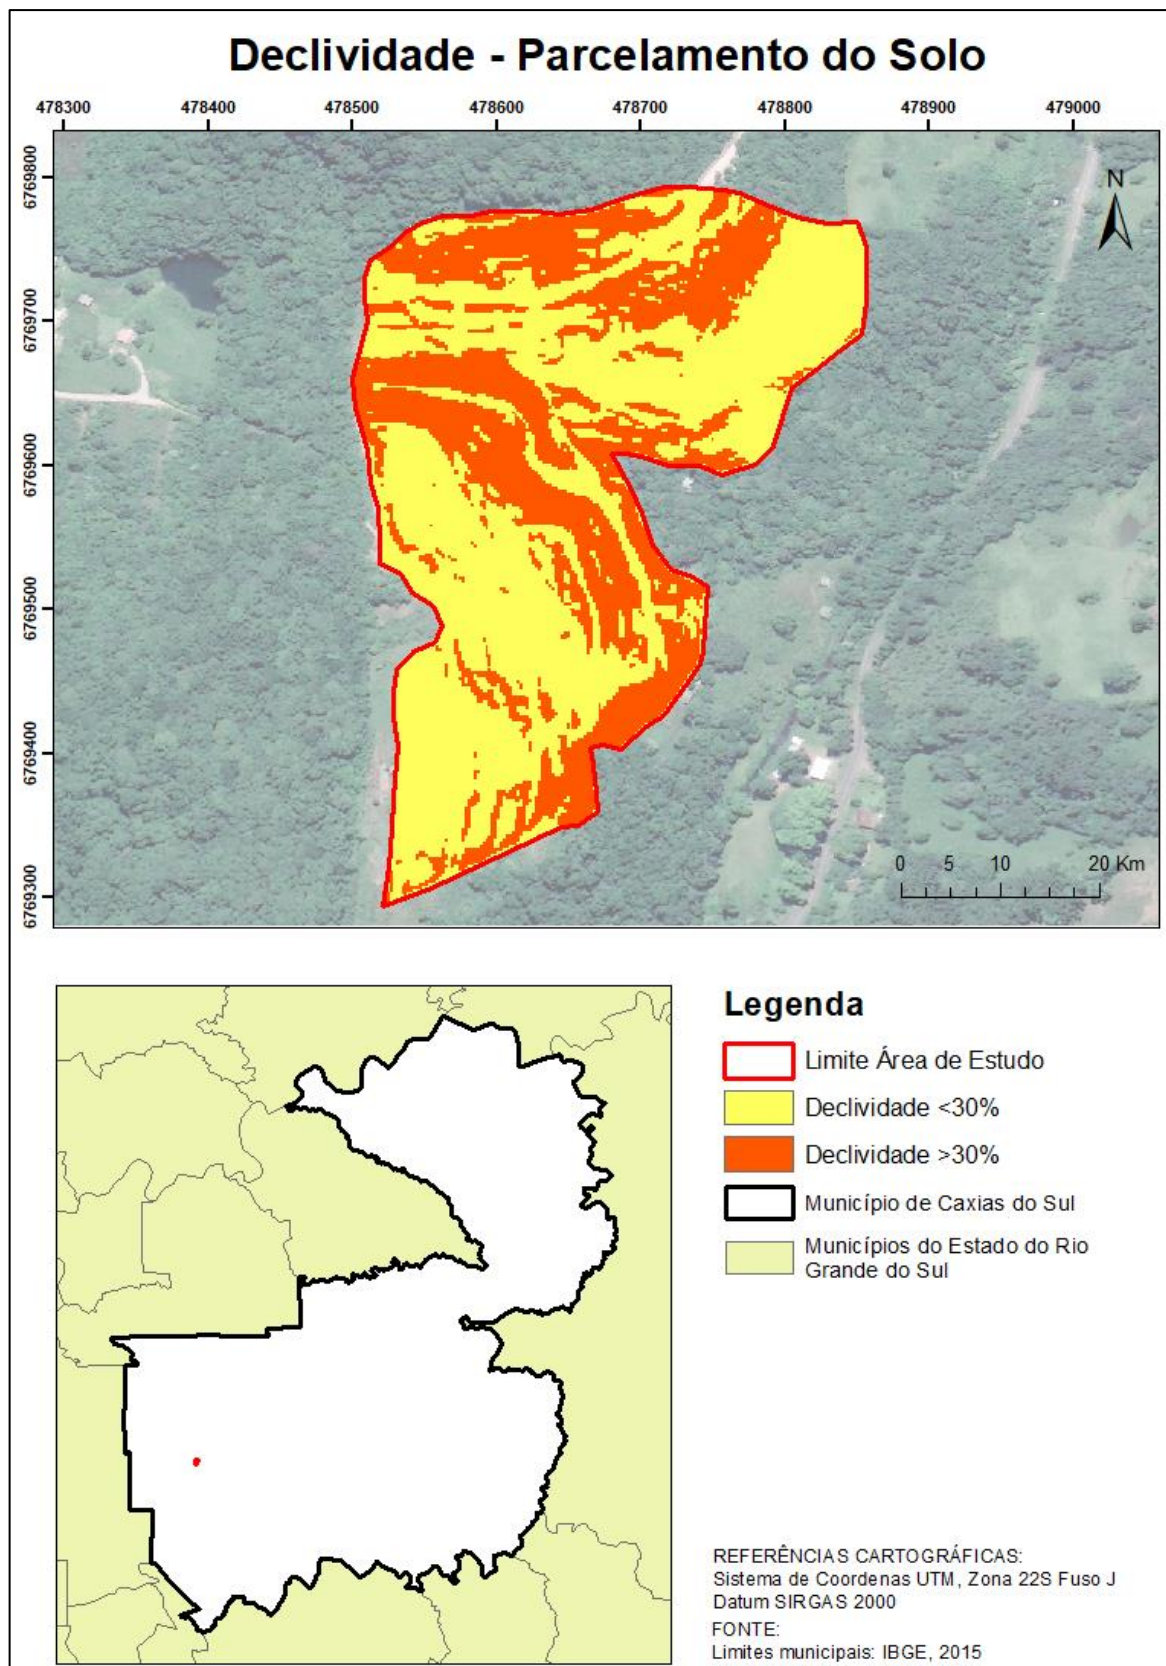 Declividade - Parcelamento do Solo
478300 478400 478500 478600 478700 478800 478900 479000
6769800
6769700
6769600
6769500
6769400
6769300
N
0 5 10 20 Km
Legenda
Limite Área de Estudo
Declividade <30%
Declividade >30%
Município de Caxias do Sul
Municípios do Estado do Rio
Grande do Sul
REFERÊNCIAS CARTOGRÁFICAS:
Sistema de Coordenas UTM, Zona 22S Fuso J
Datum SIRGAS 2000
FONTE:
Limites municipais: IBGE, 2015